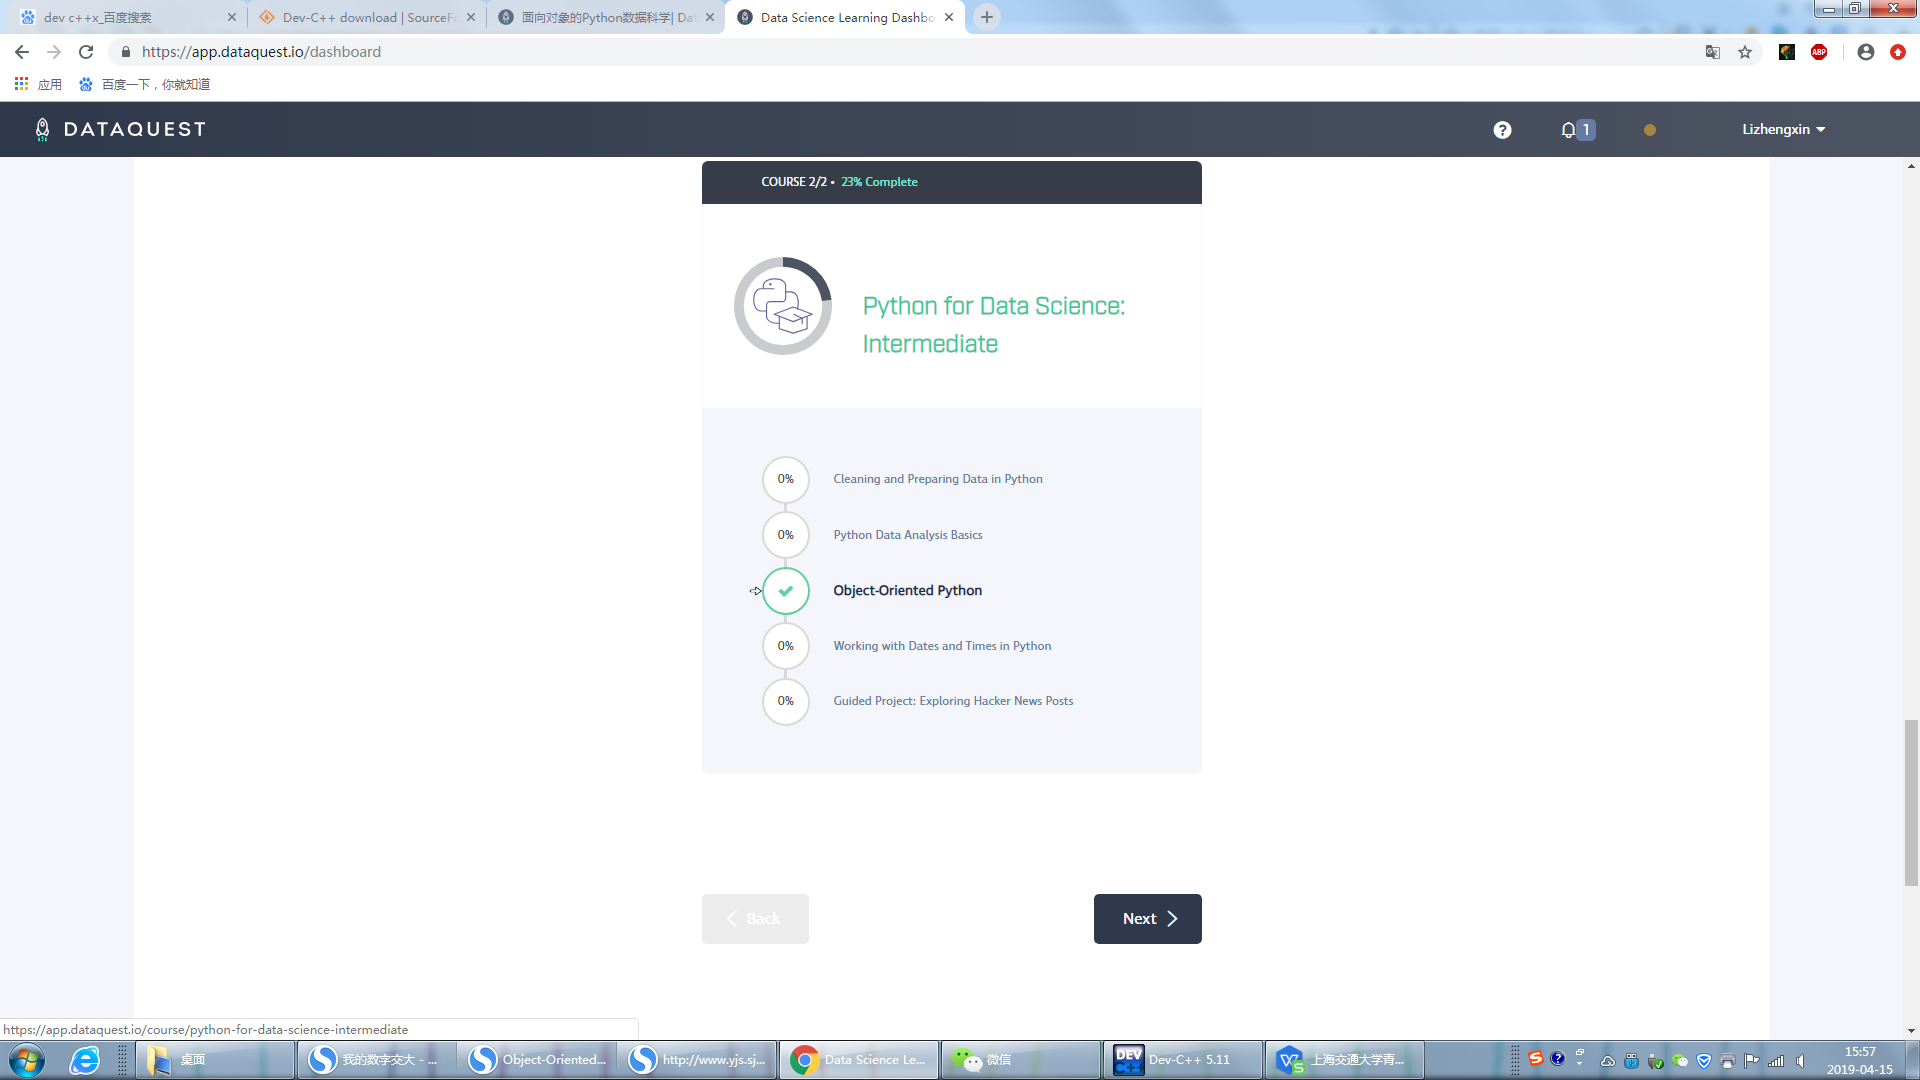 dev c++x_百度搜索
Dev-C++ download | SourceFo
面向对象的Python数据科学| Dat
Data Science Learning Dashbo
https://app.dataquest.io/dashboard
ABP
应用
百度一下，你就知道
DATAQUEST
?
1
Lizhengxin
COURSE 2/2 • 23% Complete
Python for Data Science:
Intermediate
0% Cleaning and Preparing Data in Python
0% Python Data Analysis Basics
Object-Oriented Python
0% Working with Dates and Times in Python
0% Guided Project: Exploring Hacker News Posts
Back
Next
https://app.dataquest.io/course/python-for-data-science-intermediate
桌面
我的数字交大 - ...
Object-Oriented...
http://www.yjs.sj...
Data Science Le...
微信
DEV C++
Dev-C++ 5.11
上海交通大学青...
15:57
2019-04-15